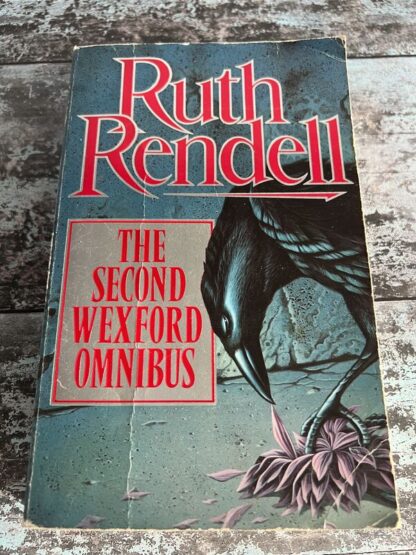 Ruth
Rendell
THE
SECOND
WEXFORD
OMNIBUS